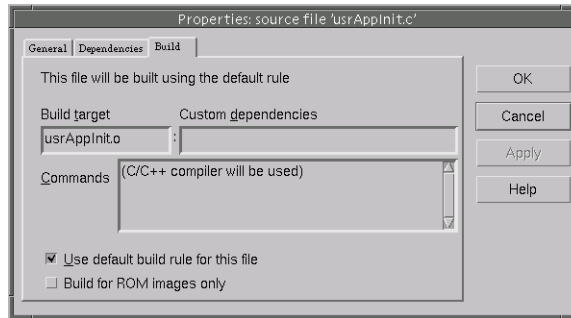 Properties: source file 'usrAppInit.c'
General Dependencies Build
This file will be built using the default rule
Build target Custom dependencies
usrAppInit.o :
Commands (C/C++ compiler will be used)
Use default build rule for this file
Build for ROM images only
OK
Cancel
Apply
Help